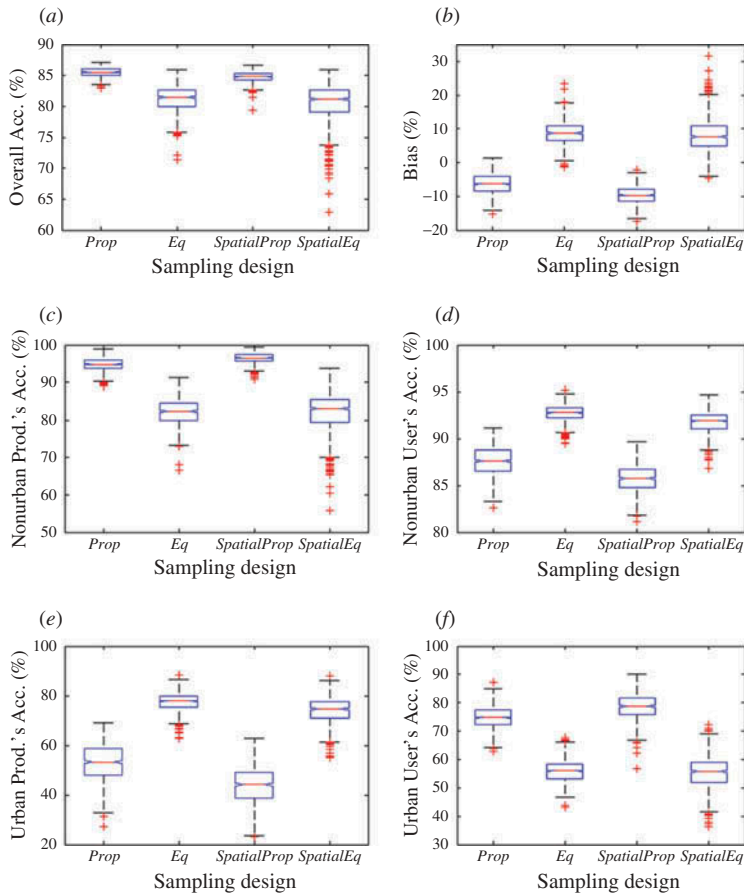 (a)
90
85
80
75
70
65
60
Overall Acc. (%)
Prop Eq SpatialProp SpatialEq
Sampling design
(b)
30
20
10
0
−10
−20
Bias (%)
Prop Eq SpatialProp SpatialEq
Sampling design
(c)
100
90
80
70
60
50
Nonurban Prod.'s Acc. (%)
Prop Eq SpatialProp SpatialEq
Sampling design
(d)
100
95
90
85
80
Nonurban User's Acc. (%)
Prop Eq SpatialProp SpatialEq
Sampling design
(e)
100
80
60
40
20
Urban Prod.'s Acc. (%)
Prop Eq SpatialProp SpatialEq
Sampling design
(f)
100
90
80
70
60
50
40
30
Urban User's Acc. (%)
Prop Eq SpatialProp SpatialEq
Sampling design